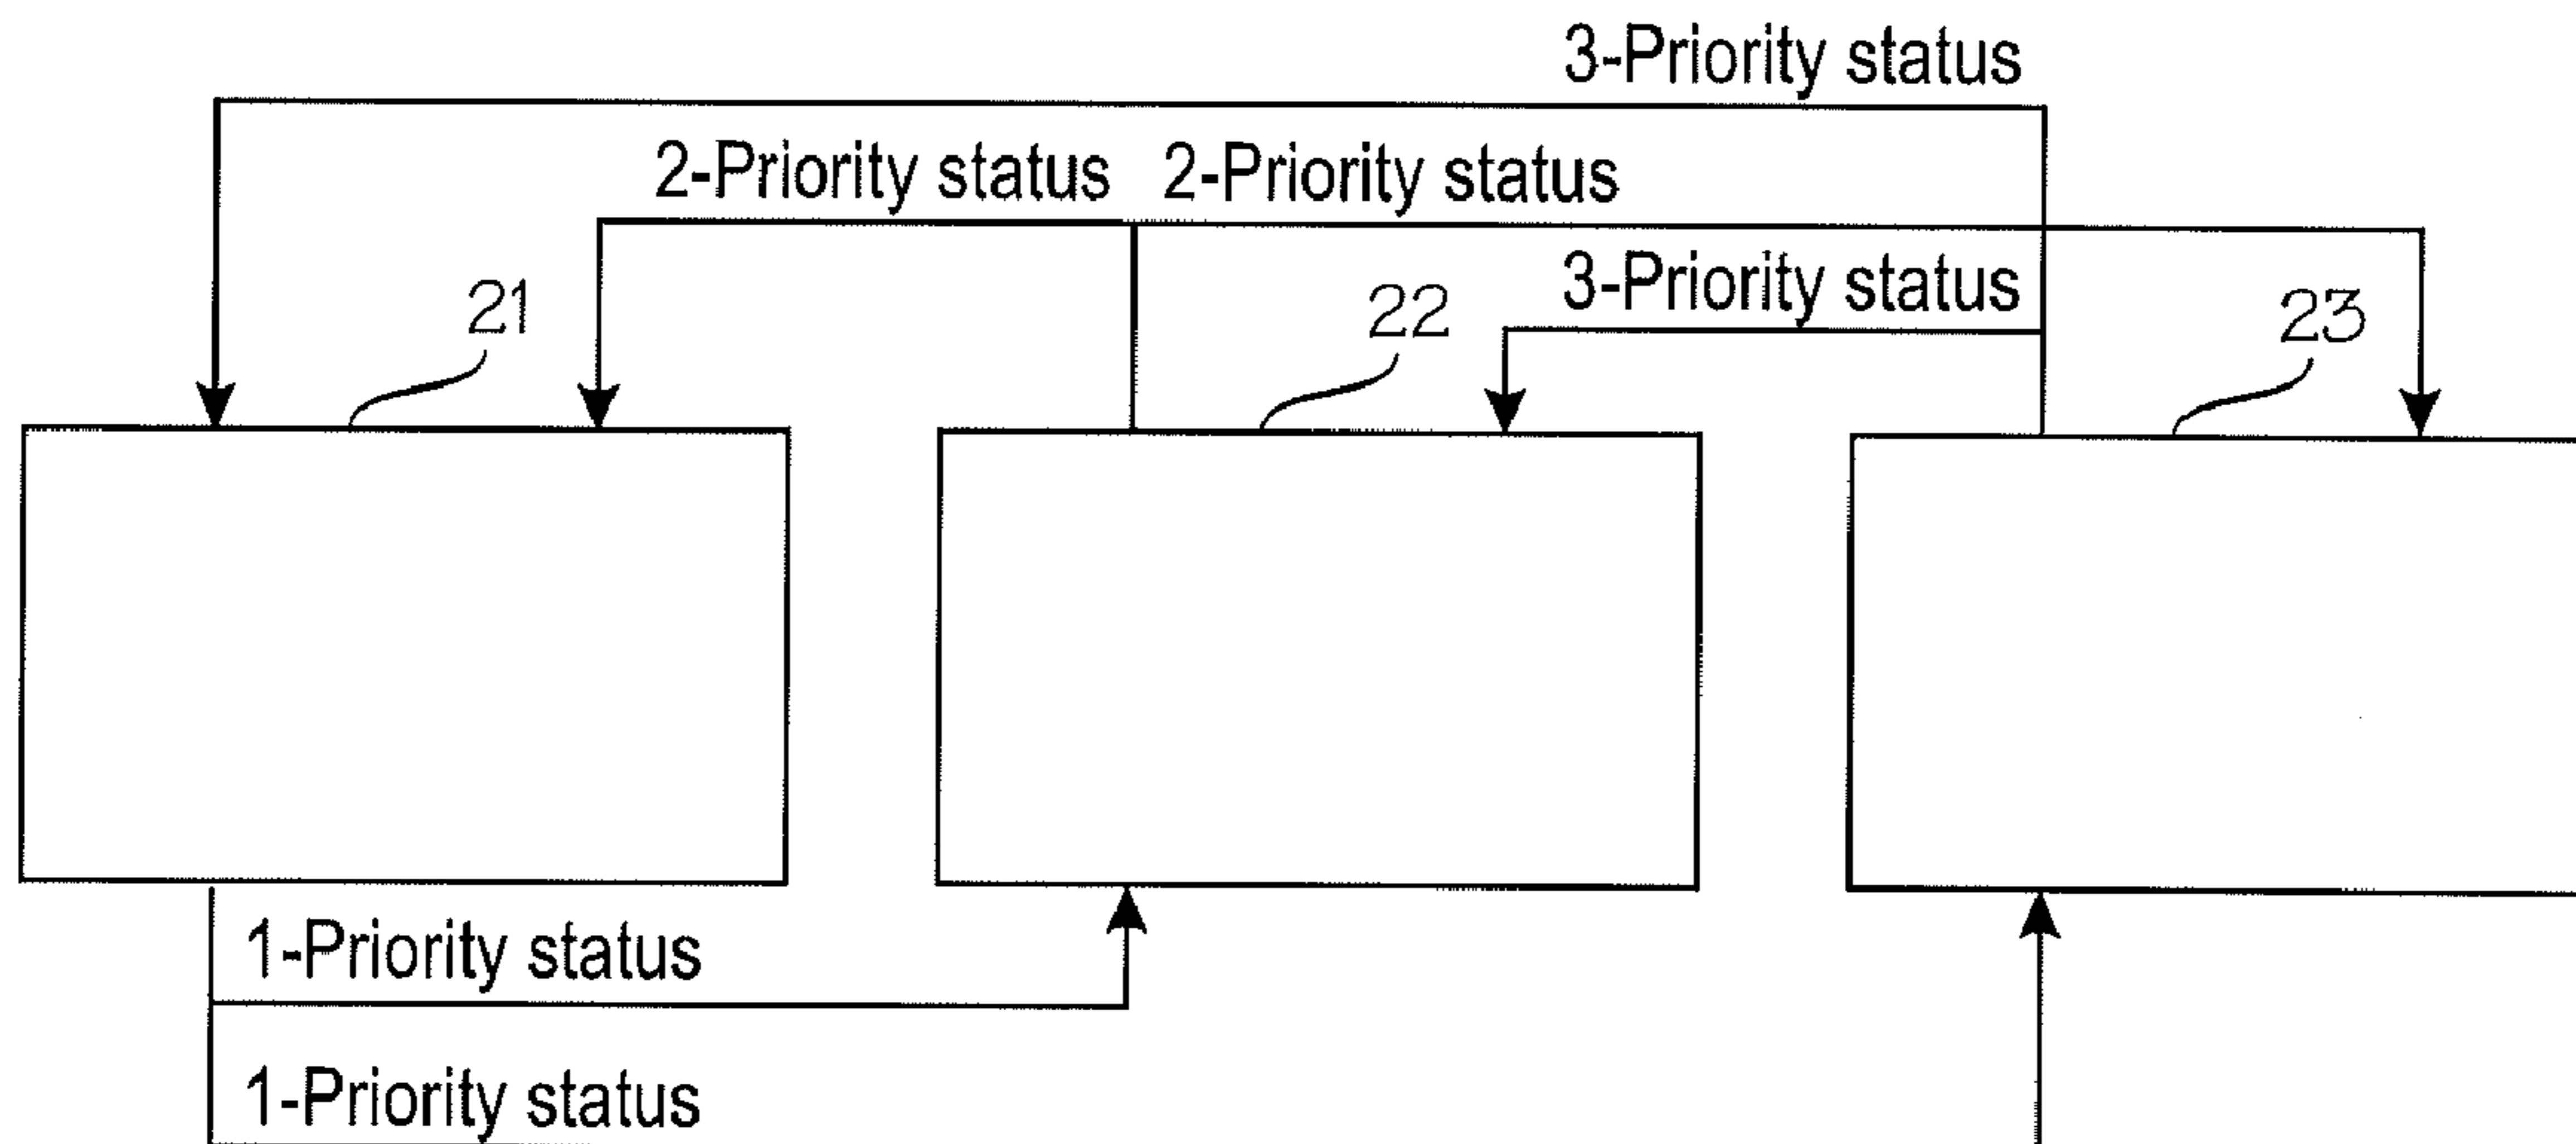 3-Priority status
2-Priority status 2-Priority status
3-Priority status
21
22
23
1-Priority status
1-Priority status